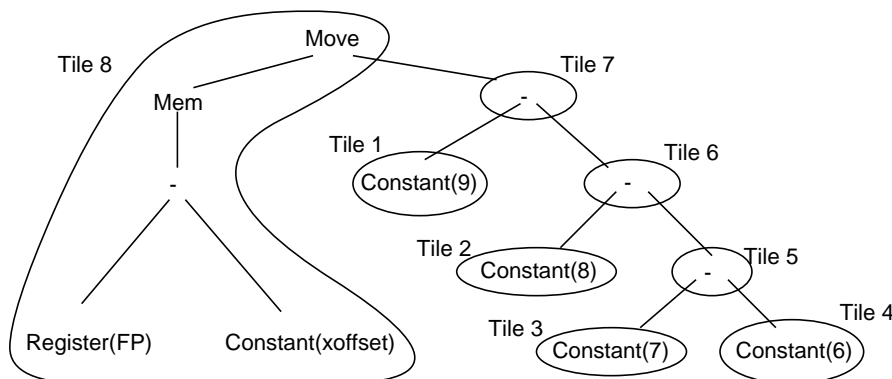 Move
Tile 8
Tile 7
Mem
-
Tile 1
Tile 6
Constant(9)
-
-
Tile 2
Tile 5
Constant(8)
-
Tile 4
Tile 3
Register(FP)
Constant(xoffset)
Constant(7)
Constant(6)